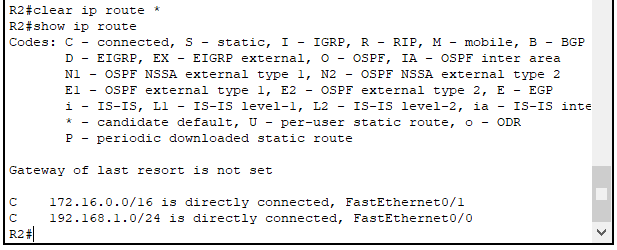 R2#clear ip route *
R2#show ip route
Codes: C - connected, S - static, I - IGRP, R - RIP, M - mobile, B - BGP
       D - EIGRP, EX - EIGRP external, O - OSPF, IA - OSPF inter area
       N1 - OSPF NSSA external type 1, N2 - OSPF NSSA external type 2
       E1 - OSPF external type 1, E2 - OSPF external type 2, E - EGP
       i - IS-IS, L1 - IS-IS level-1, L2 - IS-IS level-2, ia - IS-IS inte
       * - candidate default, U - per-user static route, o - ODR
       P - periodic downloaded static route
Gateway of last resort is not set
C    172.16.0.0/16 is directly connected, FastEthernet0/1
C    192.168.1.0/24 is directly connected, FastEthernet0/0
R2#